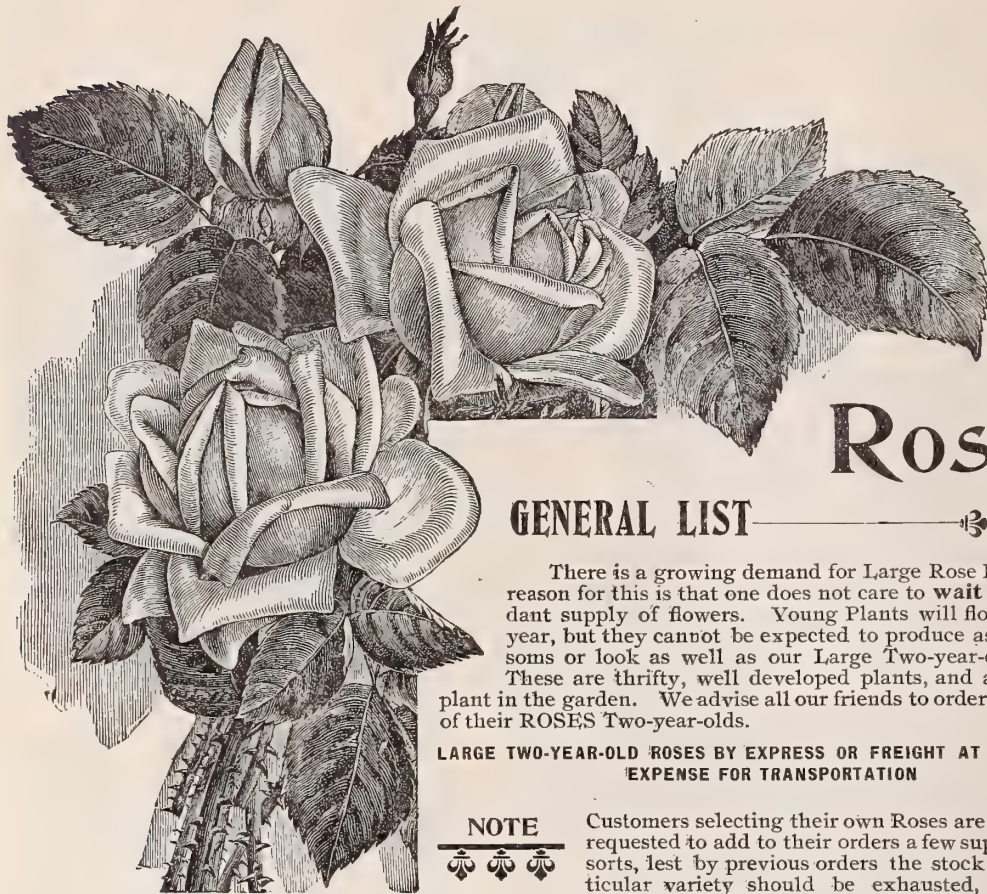 Ros
GENERAL LIST
There is a growing demand for Large Rose
reason for this is that one does not care to wait
dant supply of flowers. Young Plants will flo
year, but they cannot be expected to produce as
soms or look as well as our Large Two-year-
These are thrifty, well developed plants, and a
plant in the garden. We advise all our friends to order
of their ROSES Two-year-olds.
LARGE TWO-YEAR-OLD ROSES BY EXPRESS OR FREIGHT AT
EXPENSE FOR TRANSPORTATION
NOTE
Customers selecting their own Roses are
requested to add to their orders a few sup
sorts, lest by previous orders the stock
ticular variety should be exhausted,